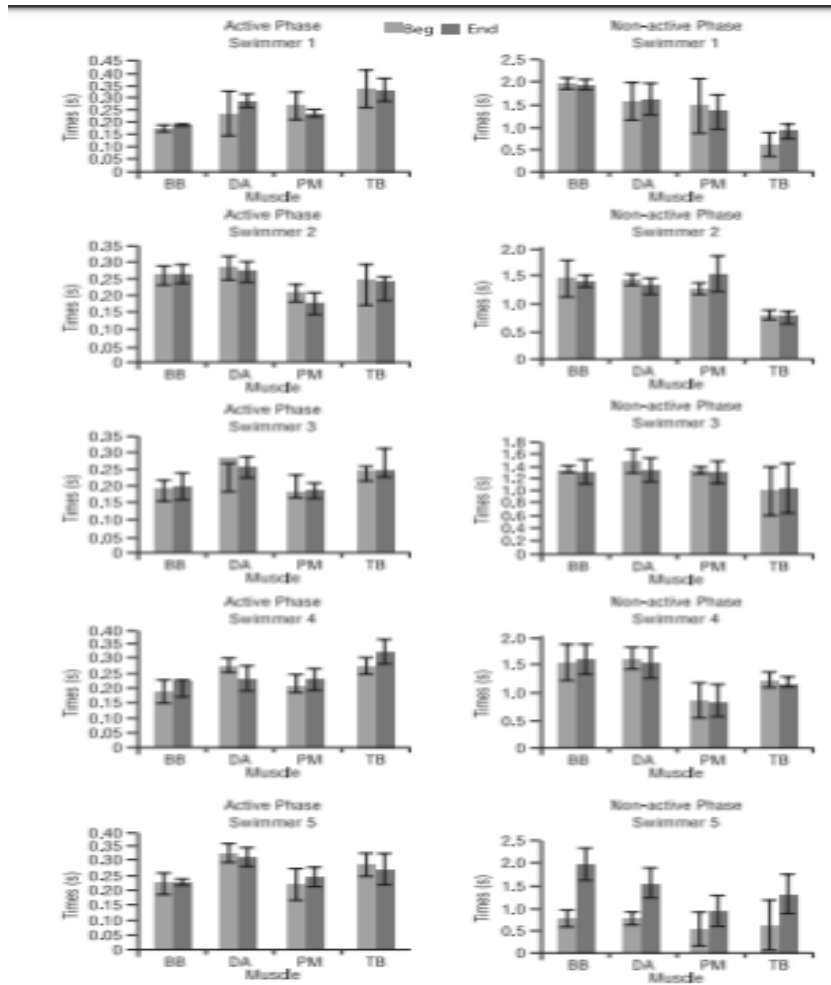 Active Phase
Swimmer 1
Beg End
Non-active Phase
Swimmer 1
Times (s)
0.45
0.40
0.35
0.30
0.25
0.20
0.15
0.10
0.05
0
BB DA PM TB
Muscle
Times (s)
2.5
2.0
1.5
1.0
0.5
0
BB DA PM TB
Muscle
Active Phase
Swimmer 2
Times (s)
0.35
0.30
0.25
0.20
0.15
0.10
0.05
0
BB DA PM TB
Muscle
Non-active Phase
Swimmer 2
Times (s)
2.0
1.5
1.0
0.5
0
BB DA PM TB
Muscle
Active Phase
Swimmer 3
Times (s)
0.35
0.30
0.25
0.20
0.15
0.10
0.05
0
BB DA PM TB
Muscle
Non-active Phase
Swimmer 3
Times (s)
1.8
1.6
1.4
1.2
1.0
0.8
0.6
0.4
0.2
0
BB DA PM TB
Muscle
Active Phase
Swimmer 4
Times (s)
0.40
0.35
0.30
0.25
0.20
0.15
0.10
0.05
0
BB DA PM TB
Muscle
Non-active Phase
Swimmer 4
Times (s)
2.0
1.5
1.0
0.5
0
BB DA PM TB
Muscle
Active Phase
Swimmer 5
Times (s)
0.40
0.35
0.30
0.25
0.20
0.15
0.10
0.05
0
BB DA PM TB
Muscle
Non-active Phase
Swimmer 5
Times (s)
2.5
2.0
1.5
1.0
0.5
0
BB DA PM TB
Muscle